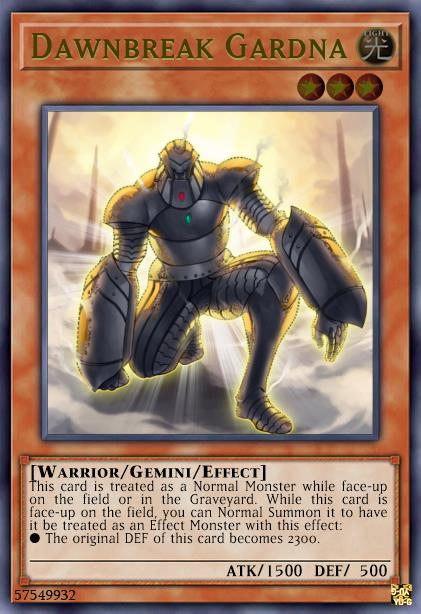 DAWNBREAK GARDNA
LIGHT
光
[WARRIOR/GEMINI/EFFECT]
This card is treated as a Normal Monster while face-up
on the field or in the Graveyard. While this card is
face-up on the field, you can Normal Summon it to have
it be treated as an Effect Monster with this effect:
● The original DEF of this card becomes 2300.
ATK/1500 DEF/ 500
57549932